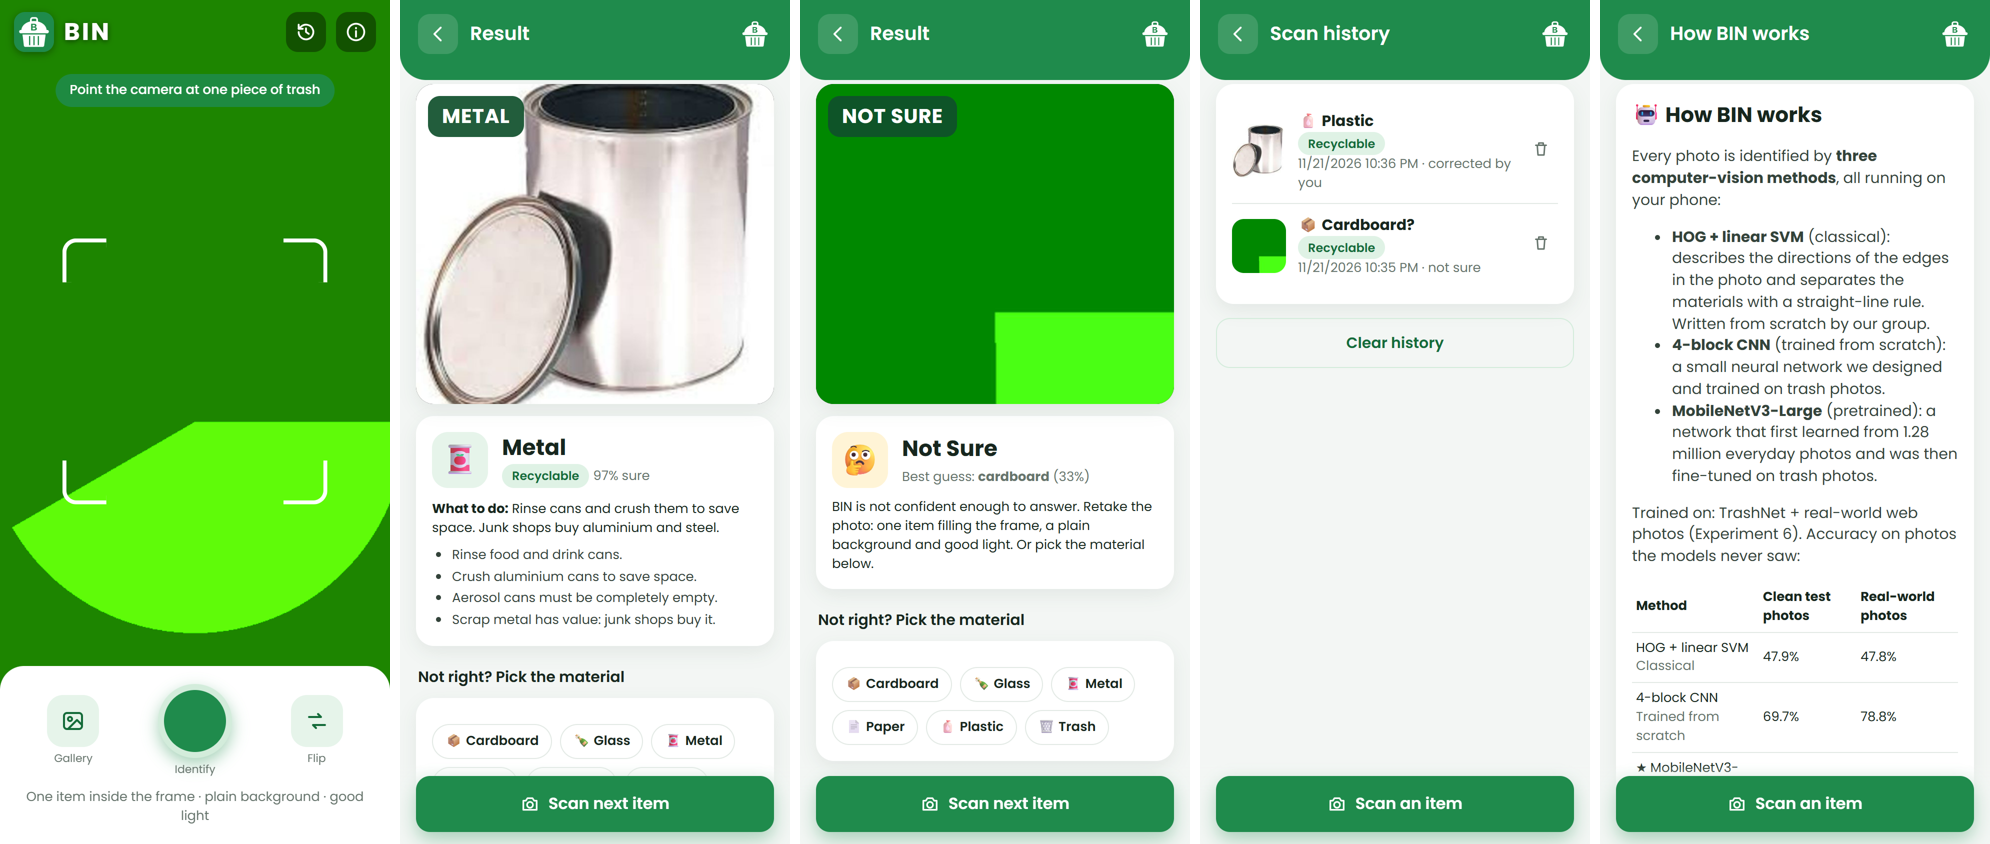 B
BIN
Point the camera at one piece of trash
Gallery
Identify
Flip
One item inside the frame · plain background · good
light
Result
B
METAL
Metal
Recyclable 97% sure
What to do: Rinse cans and crush them to save
space. Junk shops buy aluminium and steel.
• Rinse food and drink cans.
• Crush aluminium cans to save space.
• Aerosol cans must be completely empty.
• Scrap metal has value: junk shops buy it.
Not right? Pick the material
Cardboard
Glass
Metal
Scan next item
Result
B
NOT SURE
Not Sure
Best guess: cardboard (33%)
BIN is not confident enough to answer. Retake the
photo: one item filling the frame, a plain
background and good light. Or pick the material
below.
Not right? Pick the material
Cardboard
Glass
Metal
Paper
Plastic
Trash
Scan next item
Scan history
B
Plastic
Recyclable
11/21/2026 10:36 PM · corrected by
you
Cardboard?
Recyclable
11/21/2026 10:35 PM · not sure
Clear history
Scan an item
How BIN works
B
How BIN works
Every photo is identified by three
computer-vision methods, all running on
your phone:
• HOG + linear SVM (classical):
describes the directions of the edges
in the photo and separates the
materials with a straight-line rule.
Written from scratch by our group.
• 4-block CNN (trained from scratch):
a small neural network we designed
and trained on trash photos.
• MobileNetV3-Large (pretrained): a
network that first learned from 1.28
million everyday photos and was then
fine-tuned on trash photos.
Trained on: TrashNet + real-world web
photos (Experiment 6). Accuracy on photos
the models never saw:
Method
Clean test
photos
Real-world
photos
HOG + linear SVM
Classical
47.9%
47.8%
4-block CNN
Trained from
scratch
69.7%
78.8%
★ MobileNetV3-
Scan an item